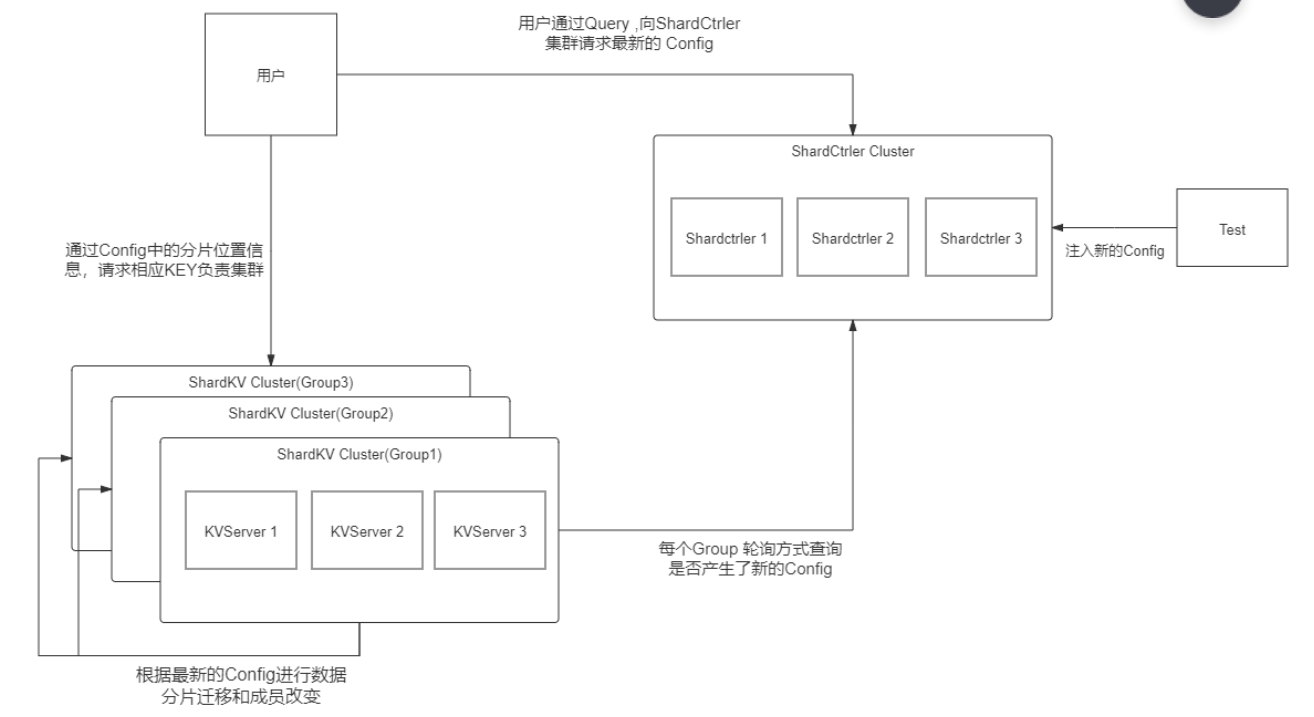 用户通过Query ,向ShardCtrler
集群请求最新的 Config
用户
ShardCtrler Cluster
Shardctrler 1
Shardctrler 2
Shardctrler 3
Test
注入新的Config
通过Config中的分片位置信
息，请求相应KEY负责集群
ShardKV Cluster(Group3)
ShardKV Cluster(Group2)
ShardKV Cluster(Group1)
KVServer 1
KVServer 2
KVServer 3
每个Group 轮询方式查询
是否产生了新的Config
根据最新的Config进行数据
分片迁移和成员改变